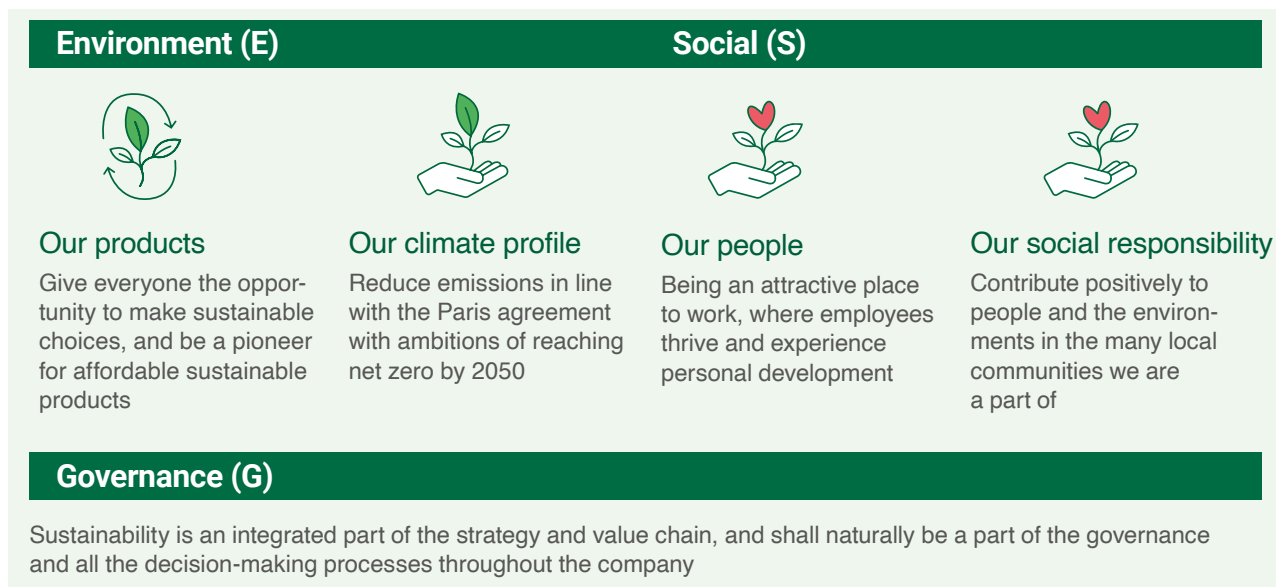 Environment (E)
Social (S)
Our products
Give everyone the oppor-
tunity to make sustainable
choices, and be a pioneer
for affordable sustainable
products
Our climate profile
Reduce emissions in line
with the Paris agreement
with ambitions of reaching
net zero by 2050
Our people
Being an attractive place
to work, where employees
thrive and experience
personal development
Our social responsibility
Contribute positively to
people and the environ-
ments in the many local
communities we are
a part of
Governance (G)
Sustainability is an integrated part of the strategy and value chain, and shall naturally be a part of the governance
and all the decision-making processes throughout the company